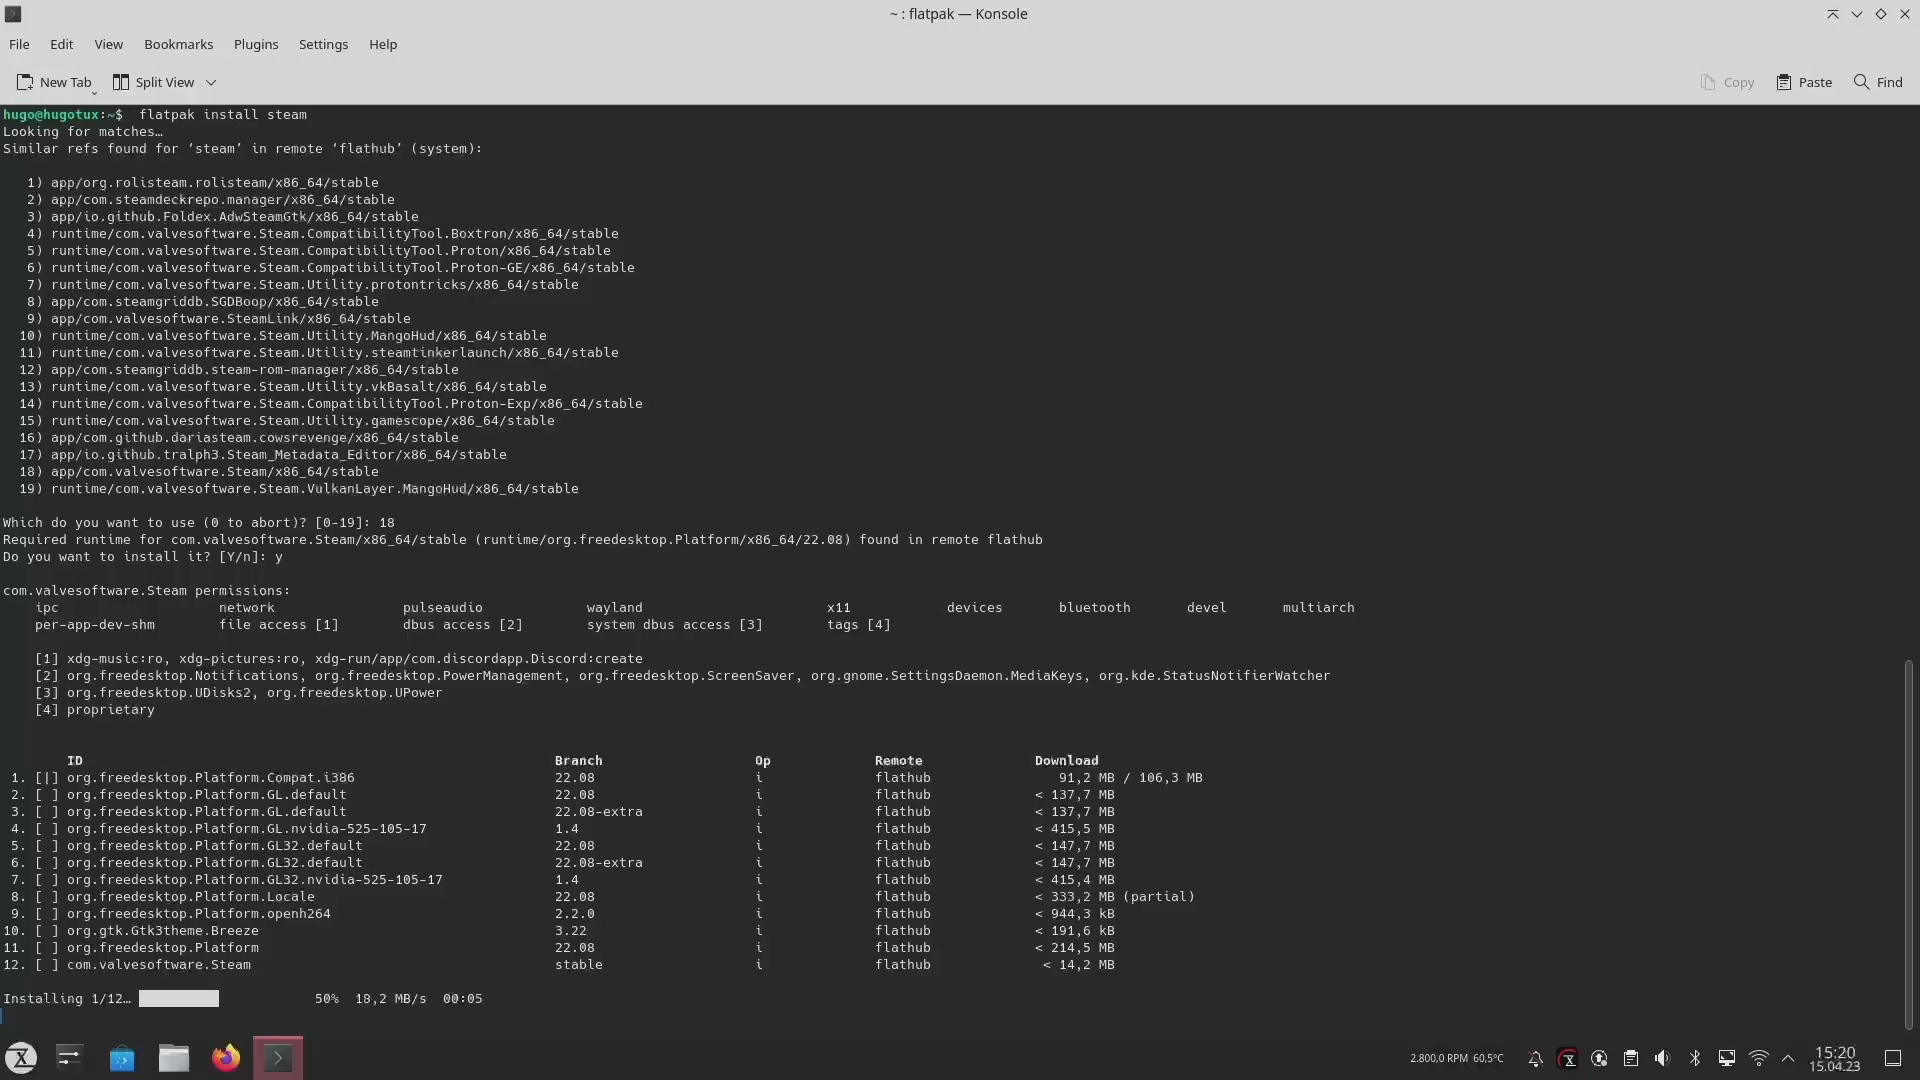 ~ : flatpak — Konsole
File Edit View Bookmarks Plugins Settings Help
New Tab Split View Copy Paste Find
hugo@hugotux:~$ flatpak install steam
Looking for matches…
Similar refs found for ‘steam’ in remote ‘flathub’ (system):
1) app/org.rolisteam.rolisteam/x86_64/stable
2) app/com.steamdeckrepo.manager/x86_64/stable
3) app/io.github.Foldex.AdwSteamGtk/x86_64/stable
4) runtime/com.valvesoftware.Steam.CompatibilityTool.Boxtron/x86_64/stable
5) runtime/com.valvesoftware.Steam.CompatibilityTool.Proton/x86_64/stable
6) runtime/com.valvesoftware.Steam.CompatibilityTool.Proton-GE/x86_64/stable
7) runtime/com.valvesoftware.Steam.Utility.protontricks/x86_64/stable
8) app/com.steamgriddb.SGDBoop/x86_64/stable
9) app/com.valvesoftware.SteamLink/x86_64/stable
10) runtime/com.valvesoftware.Steam.Utility.MangoHud/x86_64/stable
11) runtime/com.valvesoftware.Steam.Utility.steamtinkerlaunch/x86_64/stable
12) app/com.steamgriddb.steam-rom-manager/x86_64/stable
13) runtime/com.valvesoftware.Steam.Utility.vkBasalt/x86_64/stable
14) runtime/com.valvesoftware.Steam.CompatibilityTool.Proton-Exp/x86_64/stable
15) runtime/com.valvesoftware.Steam.Utility.gamescope/x86_64/stable
16) app/com.github.dariasteam.cowsrevenge/x86_64/stable
17) app/io.github.tralph3.Steam_Metadata_Editor/x86_64/stable
18) app/com.valvesoftware.Steam/x86_64/stable
19) runtime/com.valvesoftware.Steam.VulkanLayer.MangoHud/x86_64/stable
Which do you want to use (0 to abort)? [0-19]: 18
Required runtime for com.valvesoftware.Steam/x86_64/stable (runtime/org.freedesktop.Platform/x86_64/22.08) found in remote flathub
Do you want to install it? [Y/n]: y
com.valvesoftware.Steam permissions:
ipc network pulseaudio wayland x11 devices bluetooth devel multiarch
per-app-dev-shm file access [1] dbus access [2] system dbus access [3] tags [4]
[1] xdg-music:ro, xdg-pictures:ro, xdg-run/app/com.discordapp.Discord:create
[2] org.freedesktop.Notifications, org.freedesktop.PowerManagement, org.freedesktop.ScreenSaver, org.gnome.SettingsDaemon.MediaKeys, org.kde.StatusNotifierWatcher
[3] org.freedesktop.UDisks2, org.freedesktop.UPower
[4] proprietary
ID Branch Op Remote Download
1. [|] org.freedesktop.Platform.Compat.i386 22.08 i flathub 91,2 MB / 106,3 MB
2. [ ] org.freedesktop.Platform.GL.default 22.08 i flathub < 137,7 MB
3. [ ] org.freedesktop.Platform.GL.default 22.08-extra i flathub < 137,7 MB
4. [ ] org.freedesktop.Platform.GL.nvidia-525-105-17 1.4 i flathub < 415,5 MB
5. [ ] org.freedesktop.Platform.GL32.default 22.08 i flathub < 147,7 MB
6. [ ] org.freedesktop.Platform.GL32.default 22.08-extra i flathub < 147,7 MB
7. [ ] org.freedesktop.Platform.GL32.nvidia-525-105-17 1.4 i flathub < 415,4 MB
8. [ ] org.freedesktop.Platform.Locale 22.08 i flathub < 333,2 MB (partial)
9. [ ] org.freedesktop.Platform.openh264 2.2.0 i flathub < 944,3 kB
10. [ ] org.gtk.Gtk3theme.Breeze 3.22 i flathub < 191,6 kB
11. [ ] org.freedesktop.Platform 22.08 i flathub < 214,5 MB
12. [ ] com.valvesoftware.Steam stable i flathub < 14,2 MB
Installing 1/12… 50% 18,2 MB/s 00:05
2.800,0 RPM 60,5°C 15:20
15.04.23